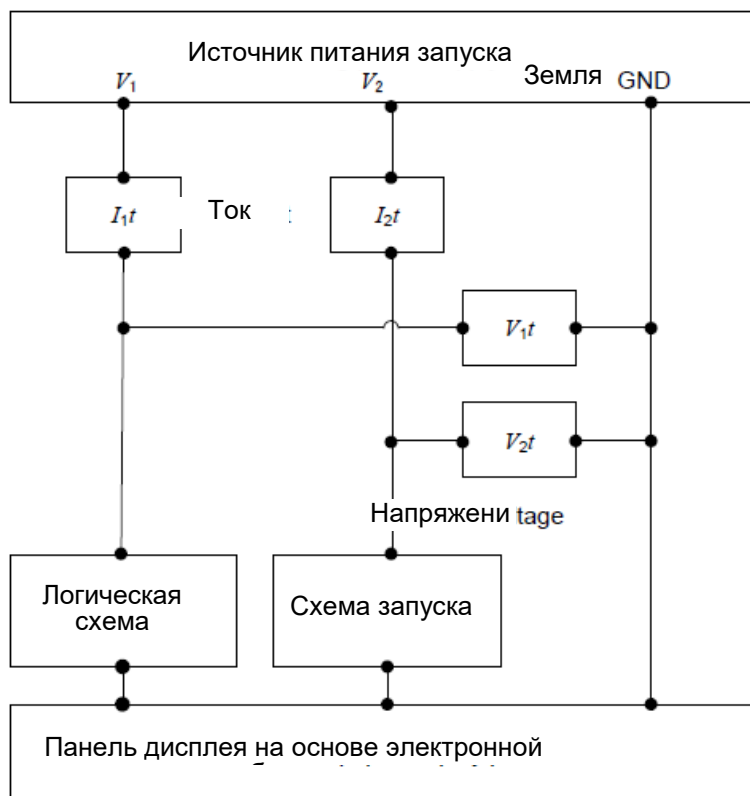 Источник питания запуска
Земля GND
V1
V2
I1t
Ток
I2t
V1t
V2t
Напряжени tage
Логическая
схема
Схема запуска
Панель дисплея на основе электронной